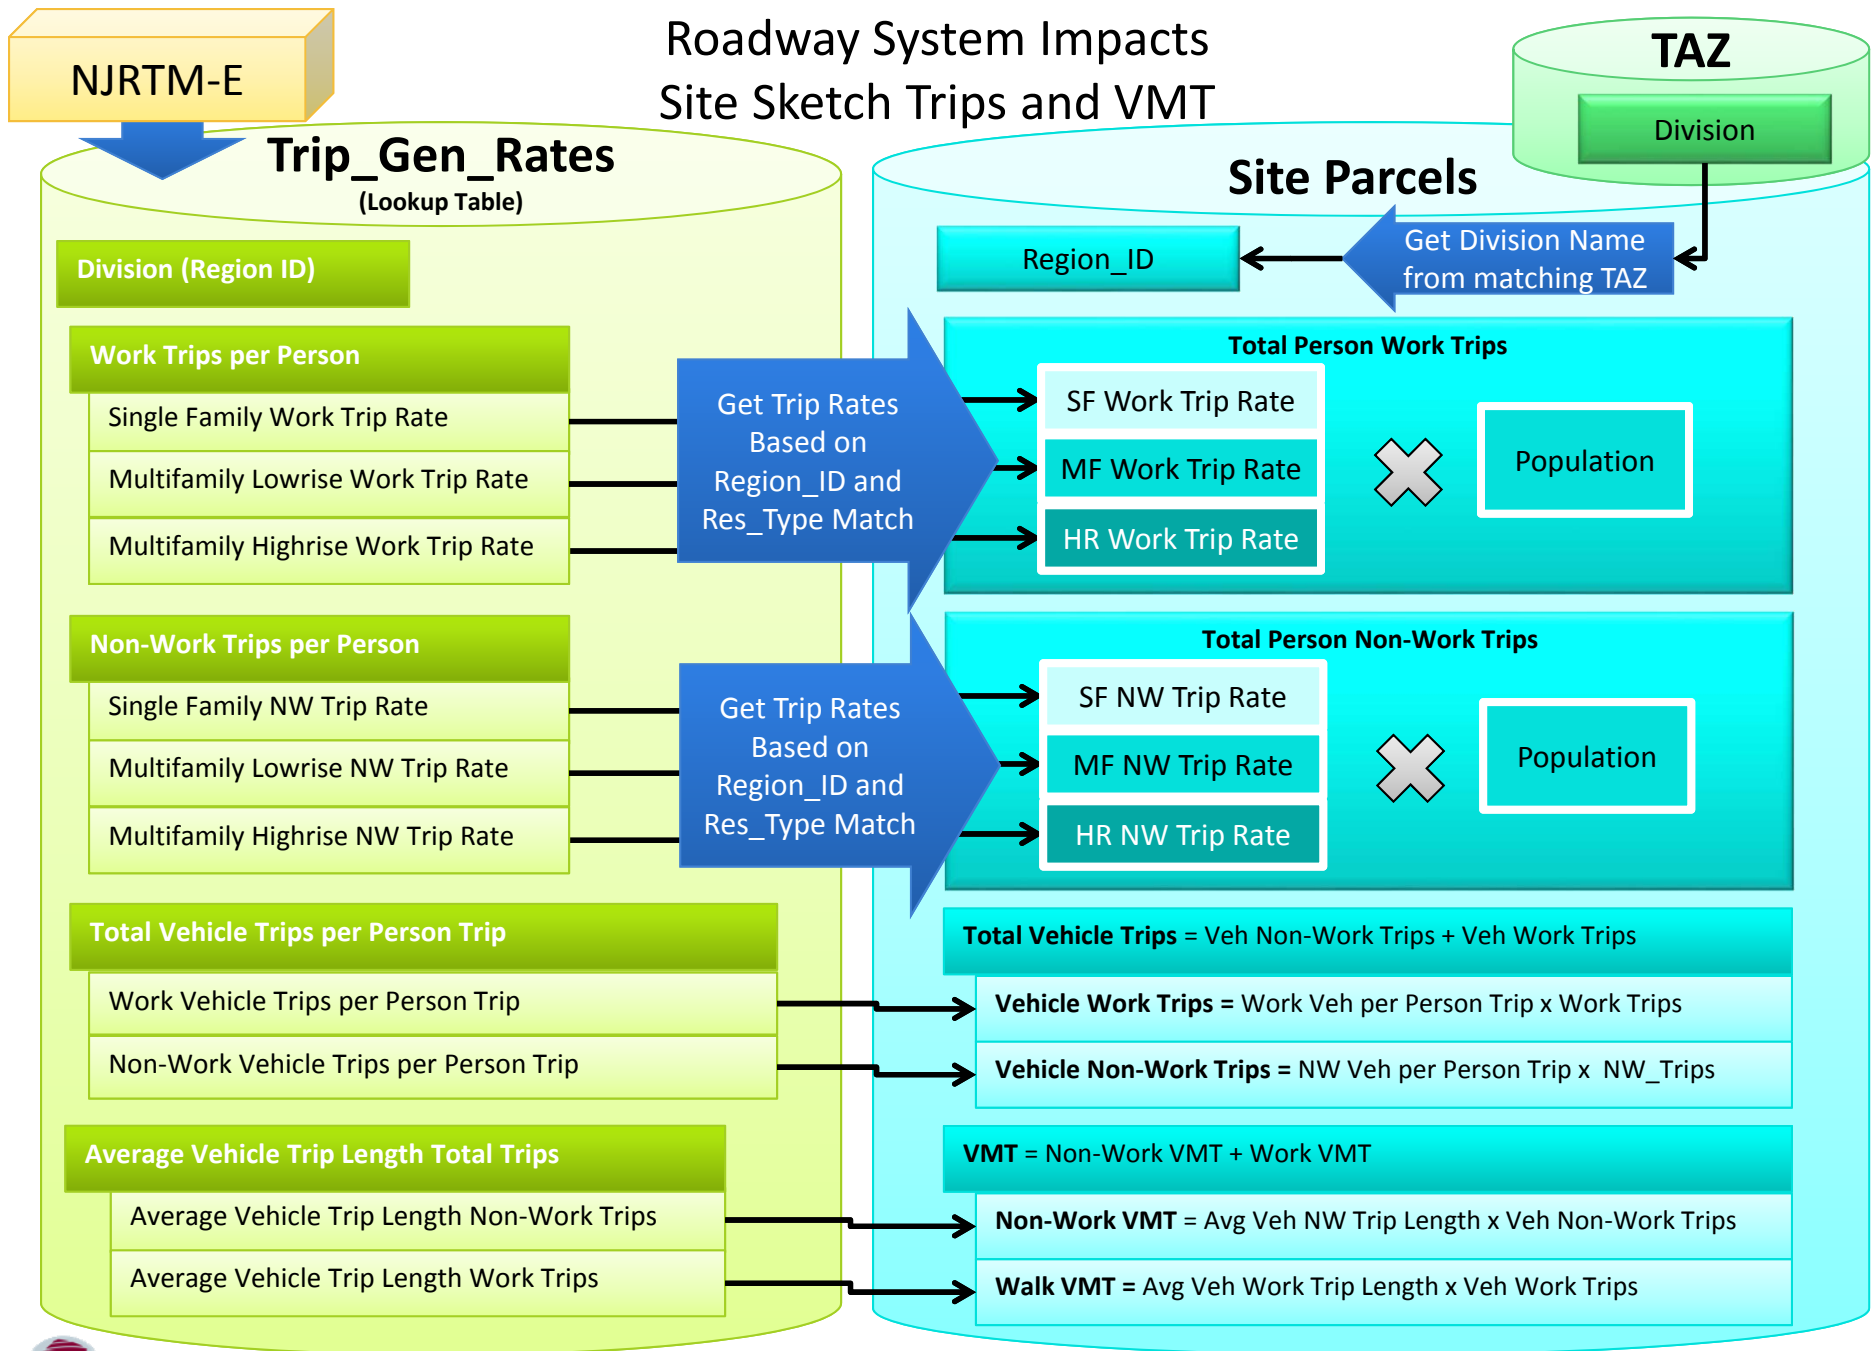 Roadway System Impacts
Site Sketch Trips and VMT
NJRTM-E
TAZ
Division
Trip_Gen_Rates
(Lookup Table)
Division (Region ID)
Work Trips per Person
Single Family Work Trip Rate
Multifamily Lowrise Work Trip Rate
Multifamily Highrise Work Trip Rate
Non-Work Trips per Person
Single Family NW Trip Rate
Multifamily Lowrise NW Trip Rate
Multifamily Highrise NW Trip Rate
Total Vehicle Trips per Person Trip
Work Vehicle Trips per Person Trip
Non-Work Vehicle Trips per Person Trip
Average Vehicle Trip Length Total Trips
Average Vehicle Trip Length Non-Work Trips
Average Vehicle Trip Length Work Trips
Get Trip Rates
Based on
Region_ID and
Res_Type Match
Get Trip Rates
Based on
Region_ID and
Res_Type Match
Site Parcels
Region_ID
Get Division Name
from matching TAZ
Total Person Work Trips
SF Work Trip Rate
MF Work Trip Rate
HR Work Trip Rate
Population
Total Person Non-Work Trips
SF NW Trip Rate
MF NW Trip Rate
HR NW Trip Rate
Population
Total Vehicle Trips = Veh Non-Work Trips + Veh Work Trips
Vehicle Work Trips = Work Veh per Person Trip x Work Trips
Vehicle Non-Work Trips = NW Veh per Person Trip x NW_Trips
VMT = Non-Work VMT + Work VMT
Non-Work VMT = Avg Veh NW Trip Length x Veh Non-Work Trips
Walk VMT = Avg Veh Work Trip Length x Veh Work Trips